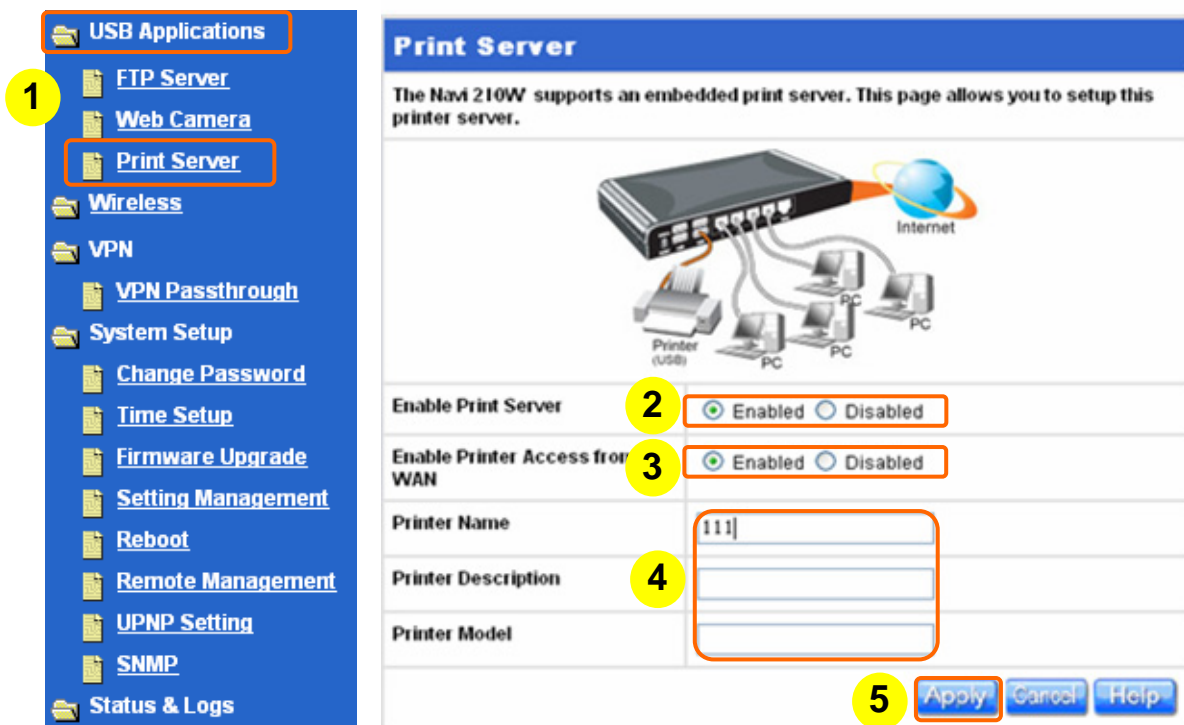 USB Applications
1
FTP Server
Web Camera
Print Server
Wireless
VPN
VPN Passthrough
System Setup
Change Password
Time Setup
Firmware Upgrade
Setting Management
Reboot
Remote Management
UPNP Setting
SNMP
Status & Logs
Print Server
The Navi 210W supports an embedded print server. This page allows you to setup this
printer server.
Internet
PC
PC
PC
PC
Printer
(USB)
Enable Print Server
2
Enabled Disabled
Enable Printer Access from
WAN
3
Enabled Disabled
Printer Name
111
Printer Description
4
Printer Model
5
Apply Cancel Help